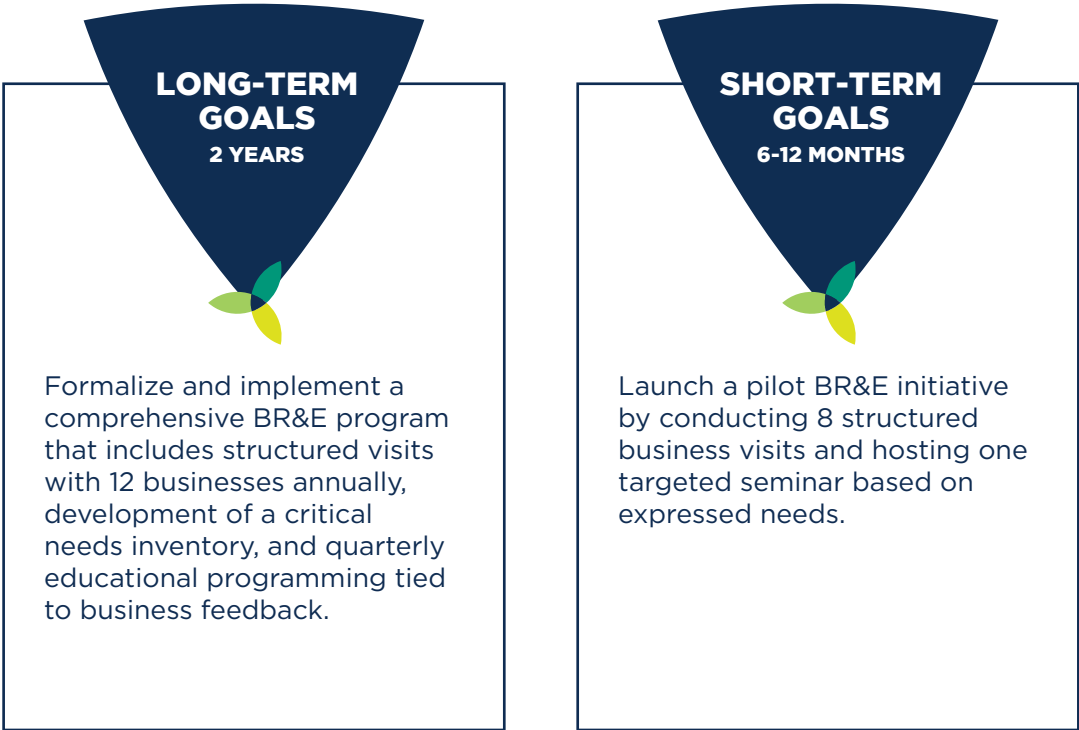 LONG-TERM
GOALS
2 YEARS
Formalize and implement a
comprehensive BR&E program
that includes structured visits
with 12 businesses annually,
development of a critical
needs inventory, and quarterly
educational programming tied
to business feedback.
SHORT-TERM
GOALS
6-12 MONTHS
Launch a pilot BR&E initiative
by conducting 8 structured
business visits and hosting one
targeted seminar based on
expressed needs.